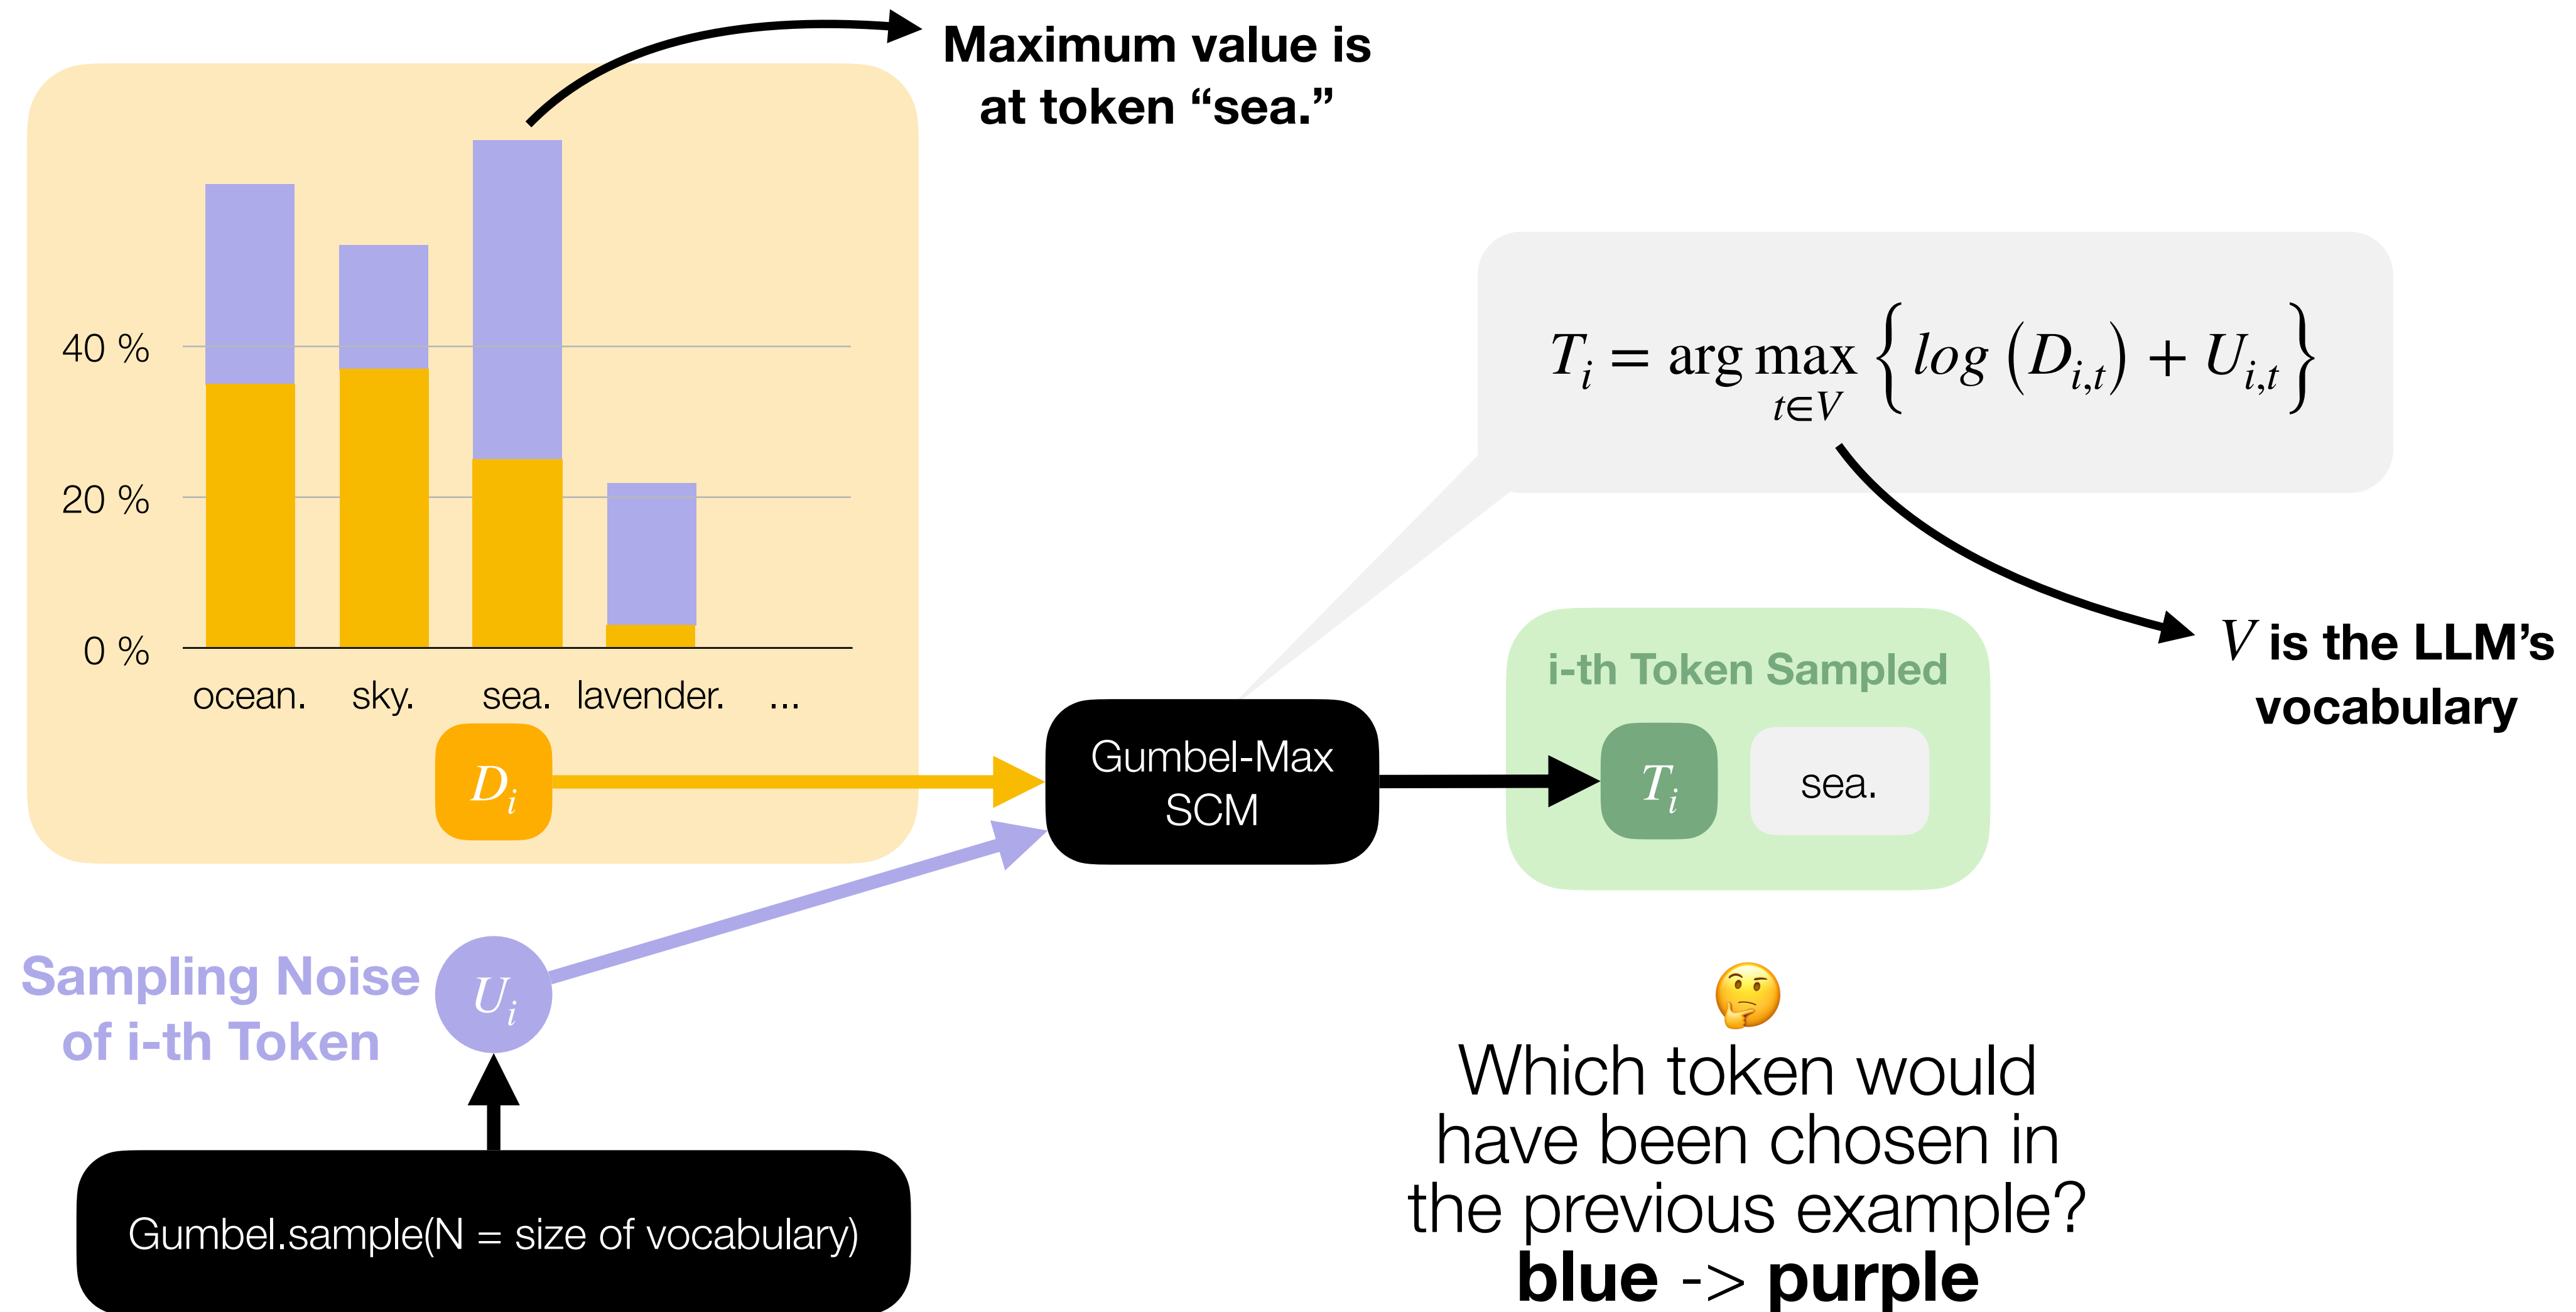 Maximum value is
at token “sea.”
40 %
20 %
0 %
ocean.
sky.
sea.
lavender.
...
D_i
T_i = arg max_{t∈V} { log (D_{i,t}) + U_{i,t} }
V is the LLM’s
vocabulary
Gumbel-Max
SCM
i-th Token Sampled
T_i
sea.
Sampling Noise
of i-th Token
U_i
Gumbel.sample(N = size of vocabulary)
🤔
Which token would
have been chosen in
the previous example?
blue -> purple